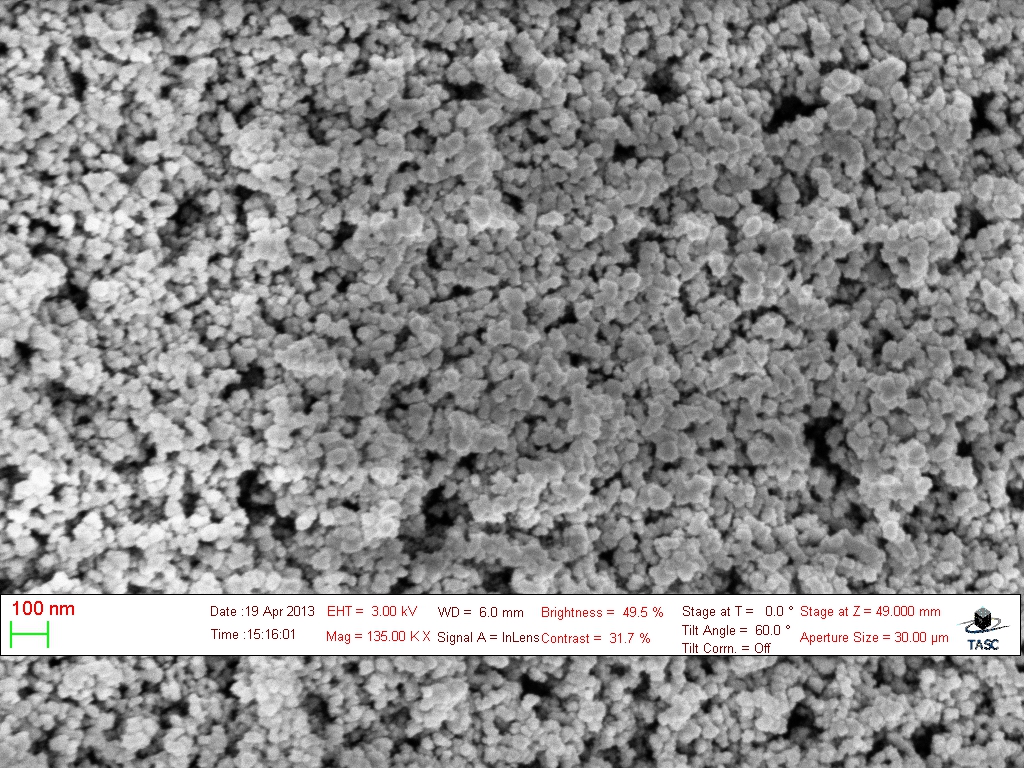 100 nm
Date :19 Apr 2013 EHT = 3.00 kV WD = 6.0 mm Brightness = 49.5 % Stage at T = 0.0 ° Stage at Z = 49.000 mm
Time :15:16:01 Mag = 135.00 K X Signal A = InLens Contrast = 31.7 % Tilt Angle = 60.0 ° Aperture Size = 30.00 µm
Tilt Corrn. = Off
TASC